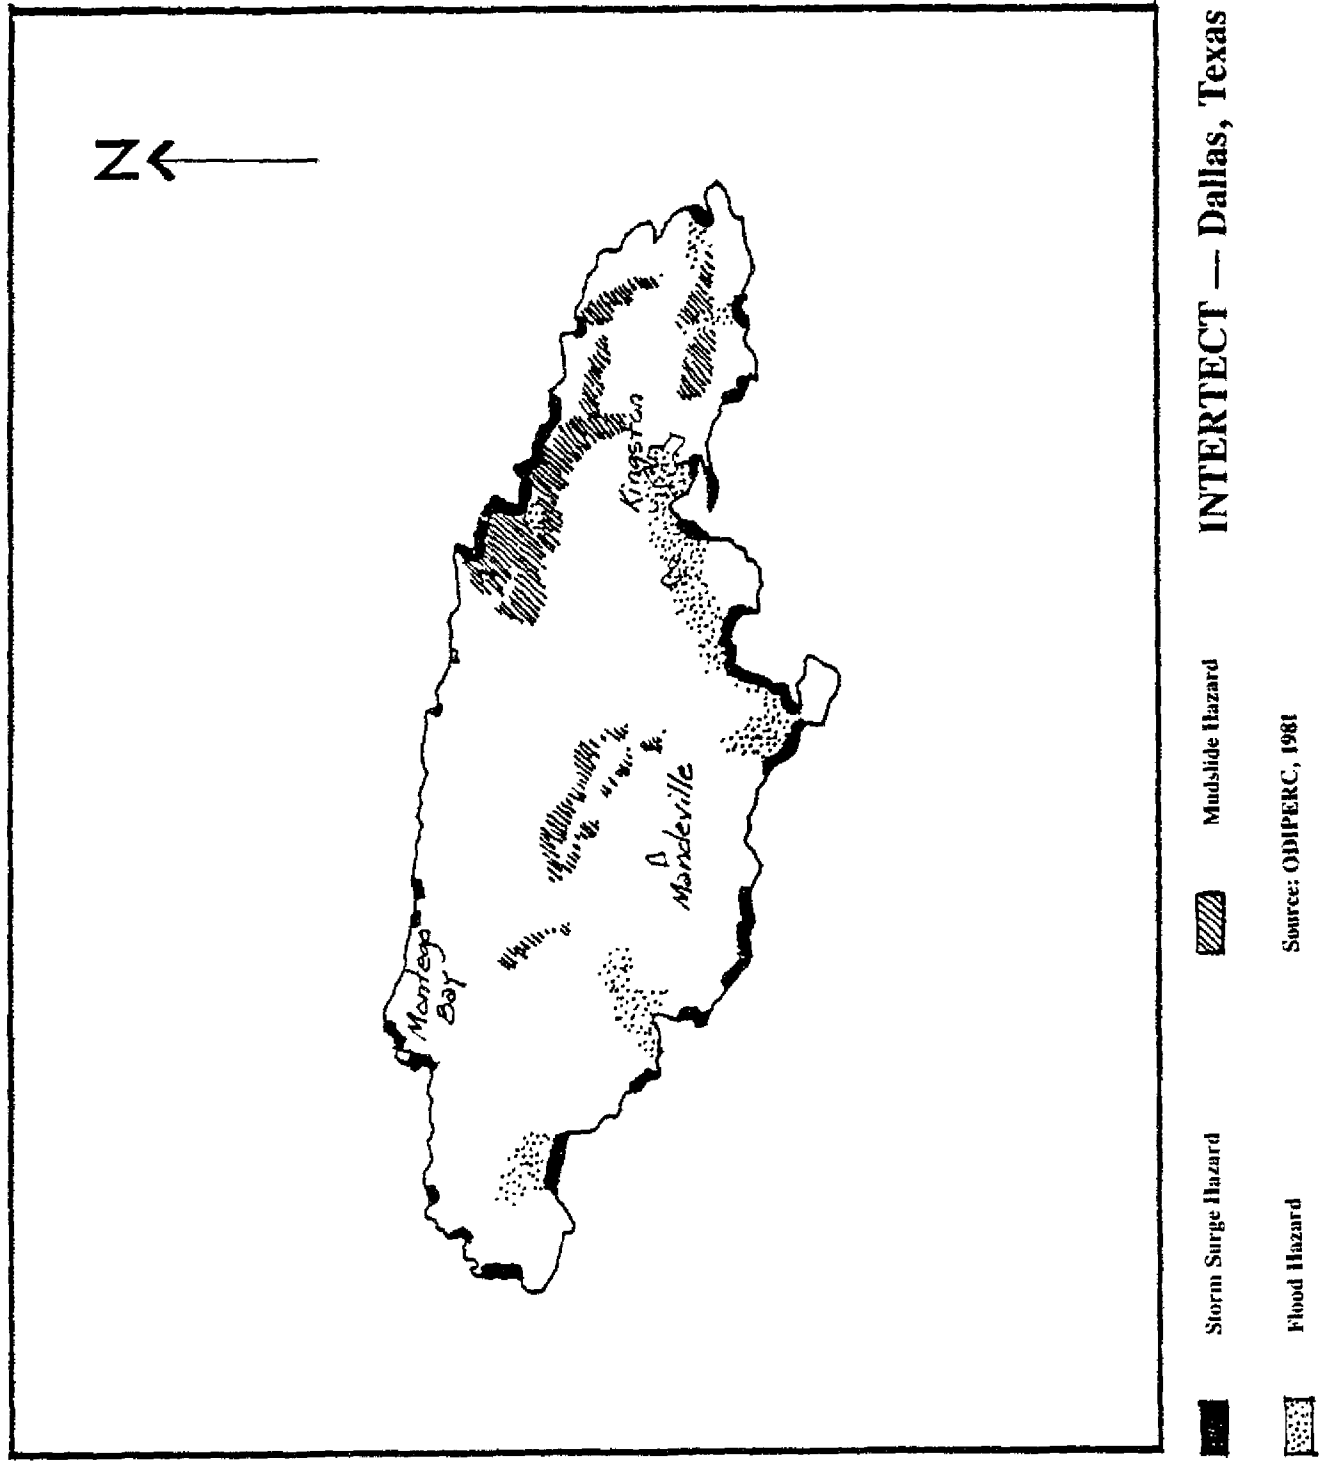 N
Montego
Bay
Mandeville
Kingston
Storm Surge Hazard
Mudslide Hazard
INTERTECT — Dallas, Texas
Flood Hazard
Source: ODIPERC, 1981